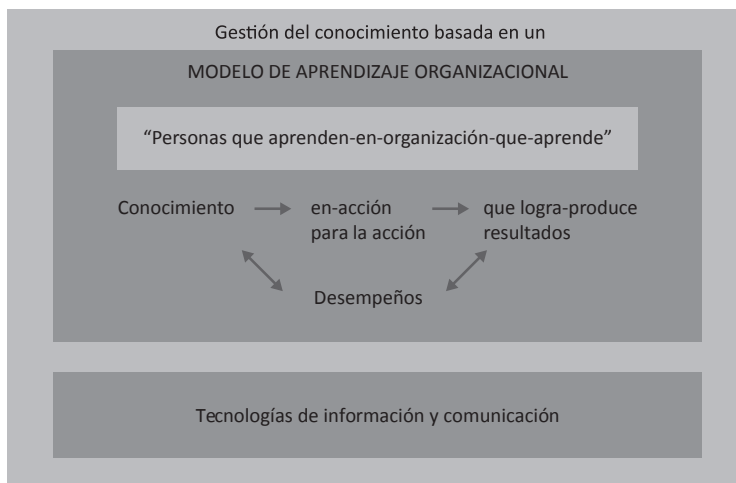 Gestión del conocimiento basada en un
MODELO DE APRENDIZAJE ORGANIZACIONAL
“Personas que aprenden-en-organización-que-aprende”
Conocimiento
en-acción
para la acción
que logra-produce
resultados
Desempeños
Tecnologías de información y comunicación